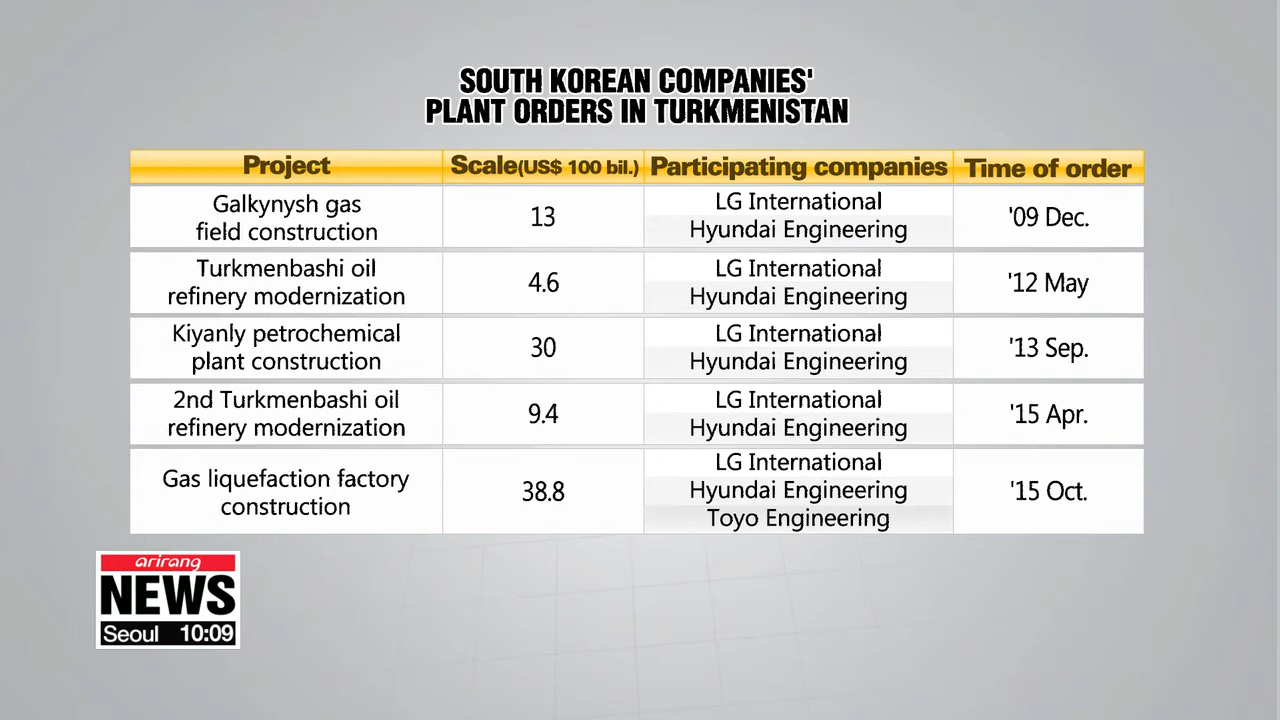 SOUTH KOREAN COMPANIES'
PLANT ORDERS IN TURKMENISTAN
Project Scale(US$ 100 bil.) Participating companies Time of order
Galkynysh gas
field construction
13
LG International
Hyundai Engineering
'09 Dec.
Turkmenbashi oil
refinery modernization
4.6
LG International
Hyundai Engineering
'12 May
Kiyanly petrochemical
plant construction
30
LG International
Hyundai Engineering
'13 Sep.
2nd Turkmenbashi oil
refinery modernization
9.4
LG International
Hyundai Engineering
'15 Apr.
Gas liquefaction factory
construction
38.8
LG International
Hyundai Engineering
Toyo Engineering
'15 Oct.
arirang
NEWS
Seoul 10:09